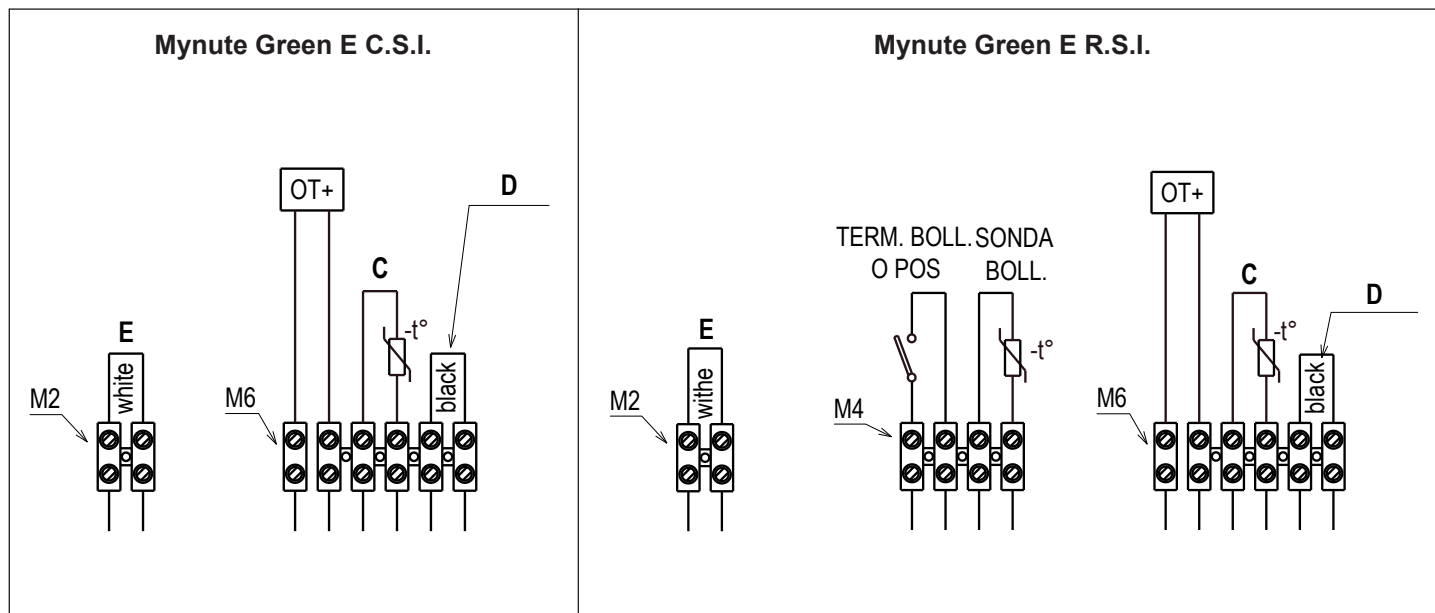 Mynute Green E C.S.I.
OT+
D
C
-t°
E
white
black
M2
M6
Mynute Green E R.S.I.
OT+
TERM. BOLL. SONDA
O POS BOLL.
C
D
E
-t°
-t°
withe
black
M2
M4
M6